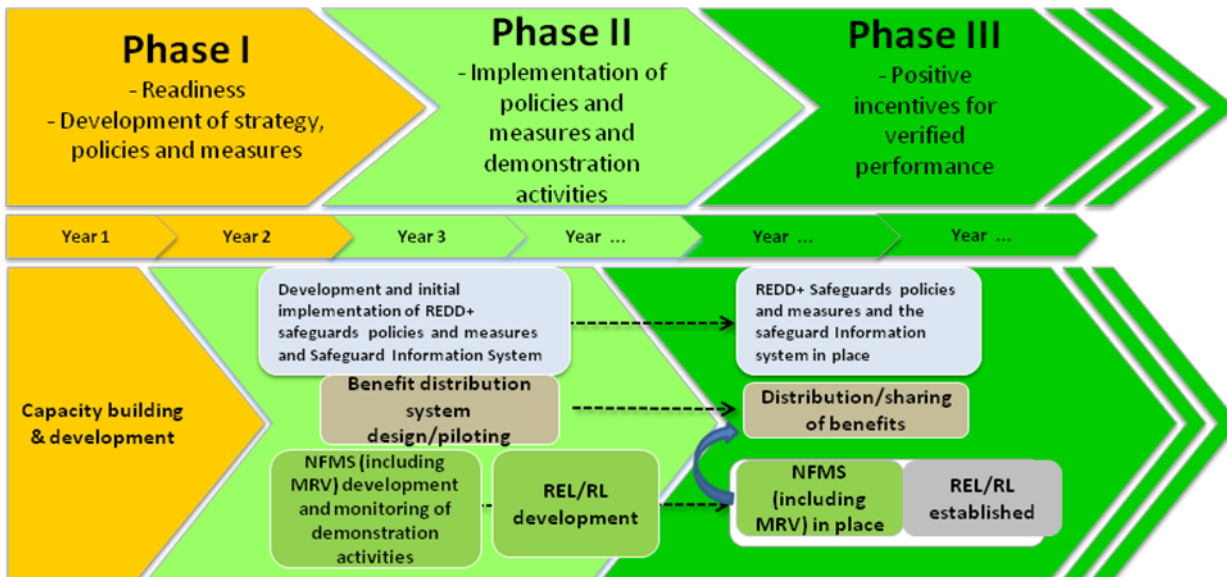 Phase I
- Readiness
- Development of strategy,
policies and measures
Phase II
- Implementation of
policies and
measures and
demonstration
activities
Phase III
- Positive
incentives for
verified
performance
Year 1
Year 2
Year 3
Year ...
Year ...
Year ...
Capacity building
& development
Development and initial
implementation of REDD+
safeguards policies and measures
and Safeguard Information System
REDD+ Safeguards policies
and measures and the
safeguard Information
system in place
Benefit distribution
system
design/piloting
Distribution/sharing
of benefits
NFMS (including
MRV) development
and monitoring of
demonstration
activities
REL/RL
development
NFMS
(including
MRV) in place
REL/RL
established